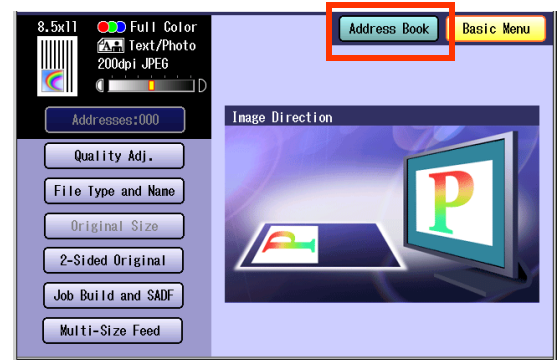 8.5x11
Full Color
Text/Photo
200dpi JPEG
Address Book
Basic Menu
Addresses:000
Image Direction
Quality Adj.
File Type and Name
Original Size
2-Sided Original
Job Build and SADF
Multi-Size Feed
P
P